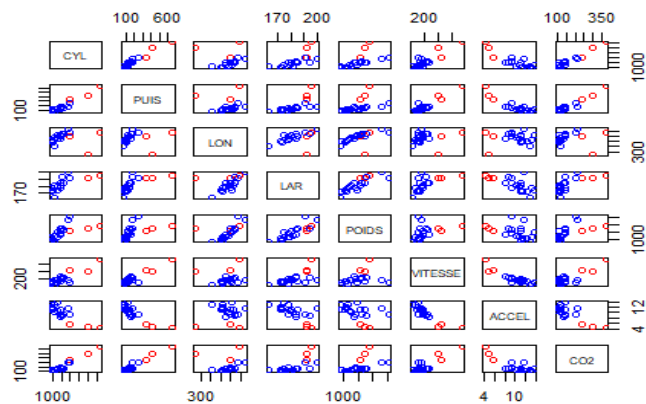 100 600 170 200 200 100 350
CYL 1000
100 PUIS
LON 300
170 LAR
POIDS 1000
200 VITESSE
ACCEL 4 12
100 CO2
1000 300 1000 4 10